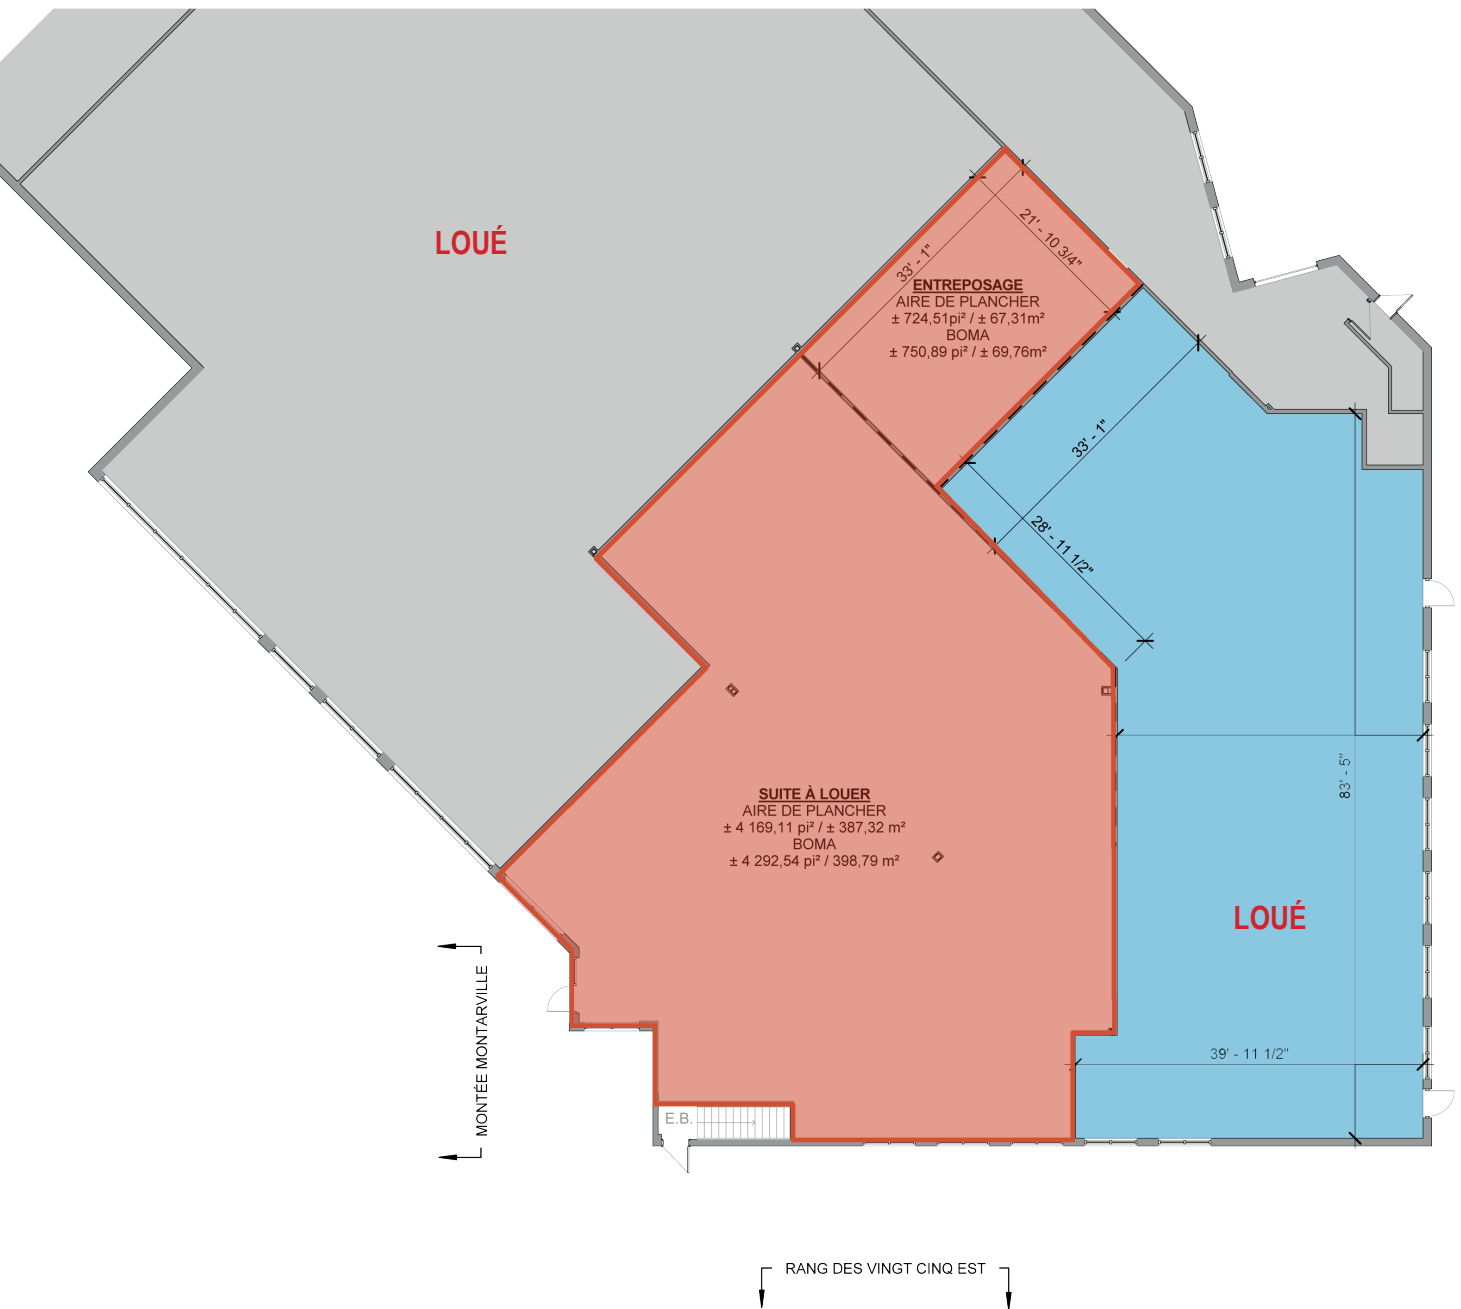 LOUÉ
21' - 10 3/4"
33' - 1"
ENTREPOSAGE
AIRE DE PLANCHER
± 724,51pi² / ± 67,31m²
BOMA
± 750,89 pi² / ± 69,76m²
33' - 1"
28' - 11 1/2"
83' - 5"
SUITE À LOUER
AIRE DE PLANCHER
± 4 169,11 pi² / ± 387,32 m²
BOMA
± 4 292,54 pi² / 398,79 m²
LOUÉ
MONTÉE MONTARVILLE
39' - 11 1/2"
E.B.
RANG DES VINGT CINQ EST